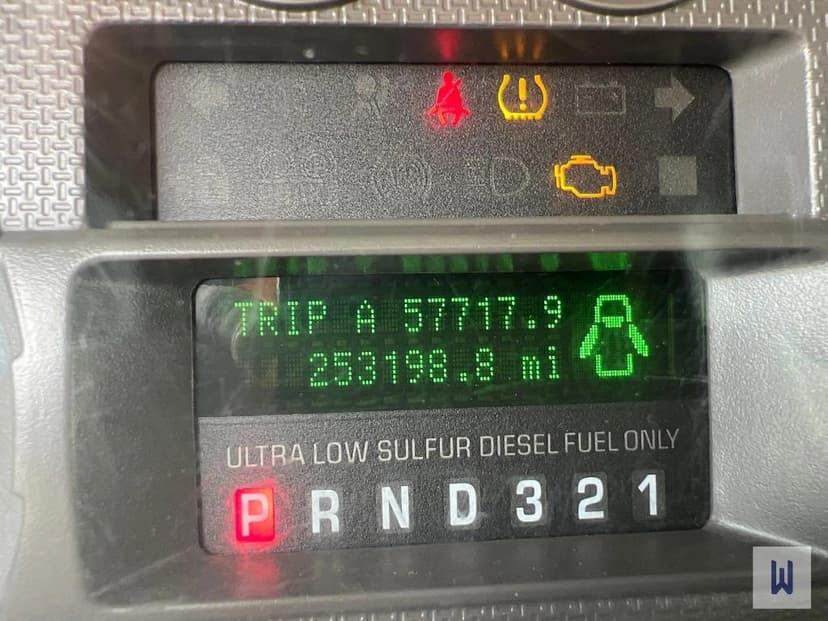 TRIP A 57717.9
253198.8 mi
ULTRA LOW SULFUR DIESEL FUEL ONLY
P R N D 3 2 1
W